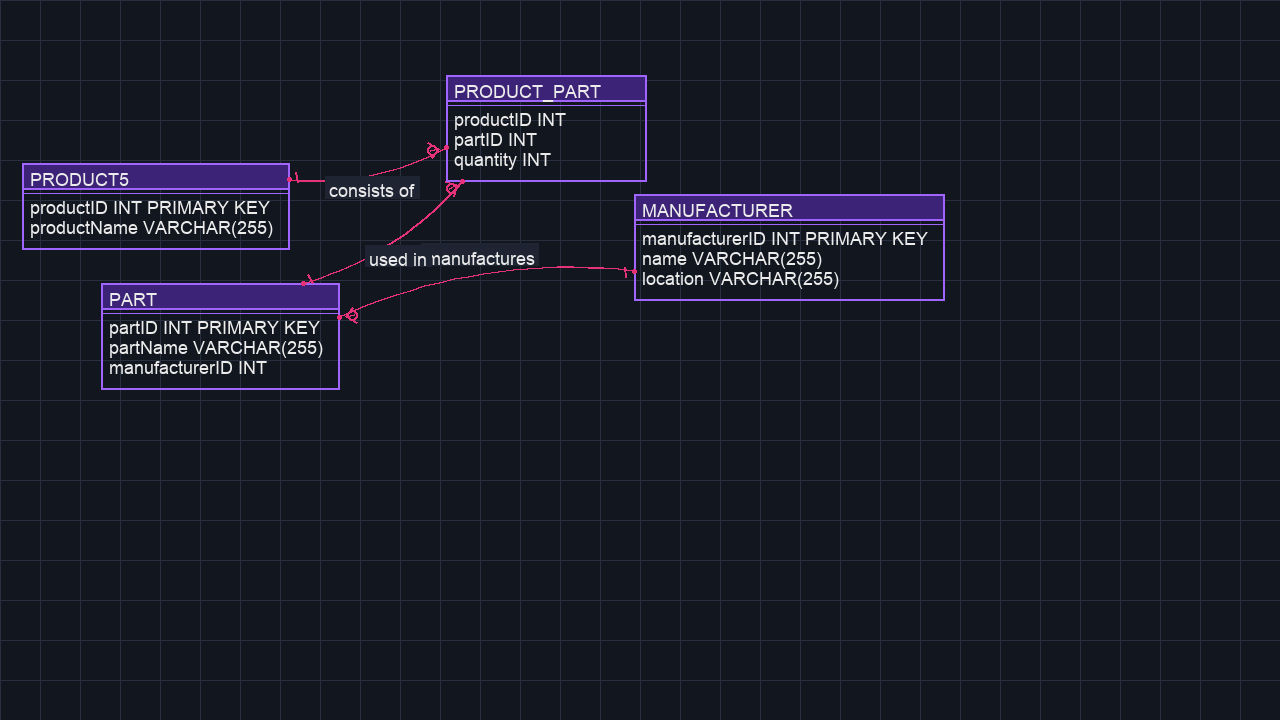 PRODUCT_PART
productID INT
partID INT
quantity INT
PRODUCT5
productID INT PRIMARY KEY
productName VARCHAR(255)
consists of
MANUFACTURER
manufacturerID INT PRIMARY KEY
name VARCHAR(255)
location VARCHAR(255)
used in
manufactures
PART
partID INT PRIMARY KEY
partName VARCHAR(255)
manufacturerID INT